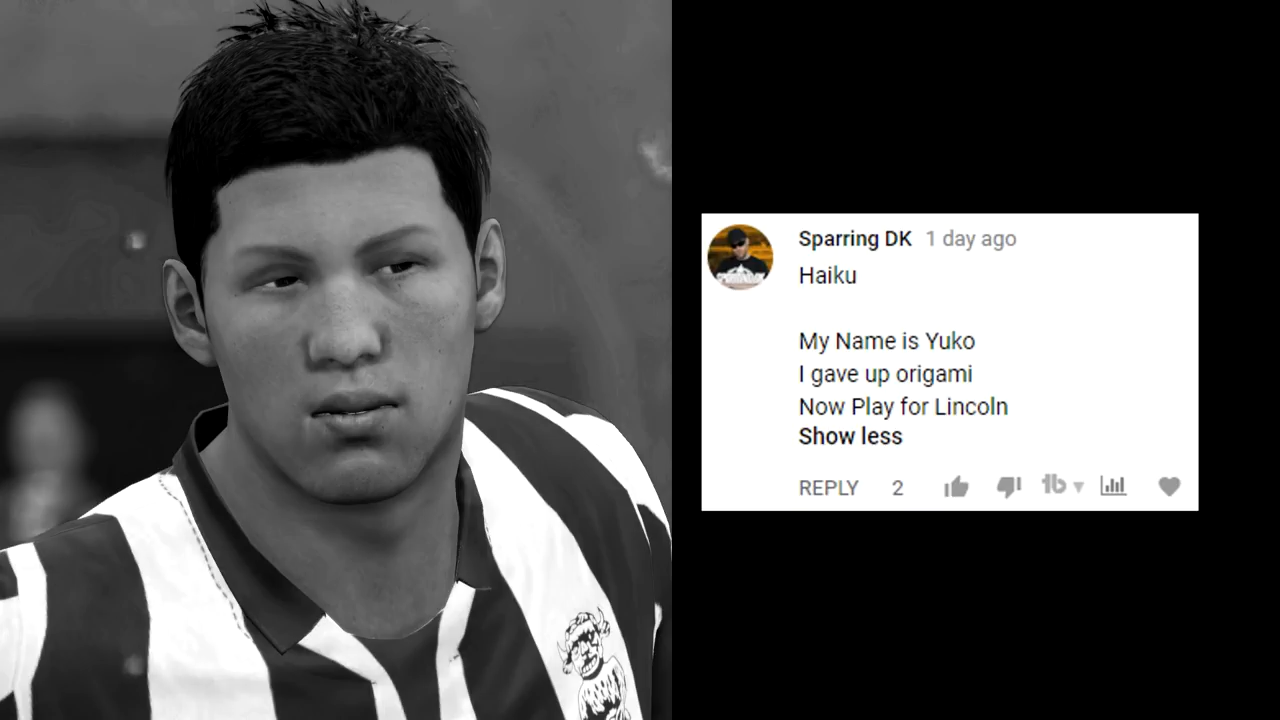 Sparring DK 1 day ago
Haiku
My Name is Yuko
I gave up origami
Now Play for Lincoln
Show less
REPLY 2